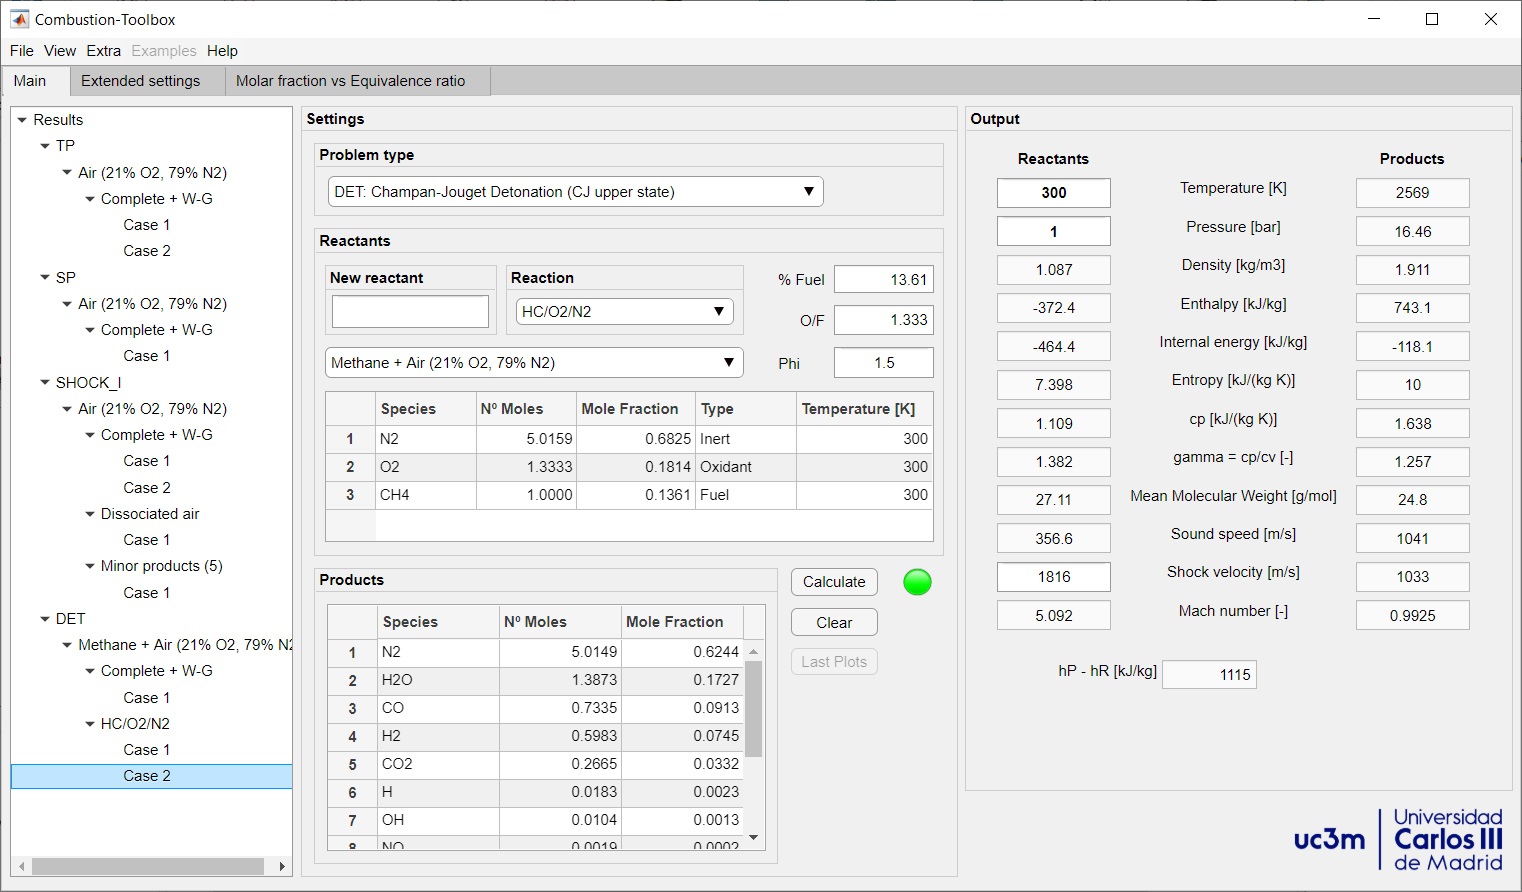 Combustion-Toolbox
File View Extra Examples Help
Main Extended settings Molar fraction vs Equivalence ratio
Results
TP
Air (21% O2, 79% N2)
Complete + W-G
Case 1
Case 2
SP
Air (21% O2, 79% N2)
Complete + W-G
Case 1
SHOCK_I
Air (21% O2, 79% N2)
Complete + W-G
Case 1
Case 2
Dissociated air
Case 1
Minor products (5)
Case 1
DET
Methane + Air (21% O2, 79% N2
Complete + W-G
Case 1
HC/O2/N2
Case 1
Case 2
Settings
Problem type
DET: Champan-Jouget Detonation (CJ upper state)
Reactants
New reactant
Reaction
HC/O2/N2
% Fuel 13.61
O/F 1.333
Methane + Air (21% O2, 79% N2)
Phi 1.5
Species Nº Moles Mole Fraction Type Temperature [K]
1 N2 5.0159 0.6825 Inert 300
2 O2 1.3333 0.1814 Oxidant 300
3 CH4 1.0000 0.1361 Fuel 300
Products
Species Nº Moles Mole Fraction
1 N2 5.0149 0.6244
2 H2O 1.3873 0.1727
3 CO 0.7335 0.0913
4 H2 0.5983 0.0745
5 CO2 0.2665 0.0332
6 H 0.0183 0.0023
7 OH 0.0104 0.0013
8 NO 0.0019 0.0002
Calculate
Clear
Last Plots
Output
Reactants Products
300 Temperature [K] 2569
1 Pressure [bar] 16.46
1.087 Density [kg/m3] 1.911
-372.4 Enthalpy [kJ/kg] 743.1
-464.4 Internal energy [kJ/kg] -118.1
7.398 Entropy [kJ/(kg K)] 10
1.109 cp [kJ/(kg K)] 1.638
1.382 gamma = cp/cv [-] 1.257
27.11 Mean Molecular Weight [g/mol] 24.8
356.6 Sound speed [m/s] 1041
1816 Shock velocity [m/s] 1033
5.092 Mach number [-] 0.9925
hP - hR [kJ/kg] 1115
uc3m
Universidad
Carlos III
de Madrid